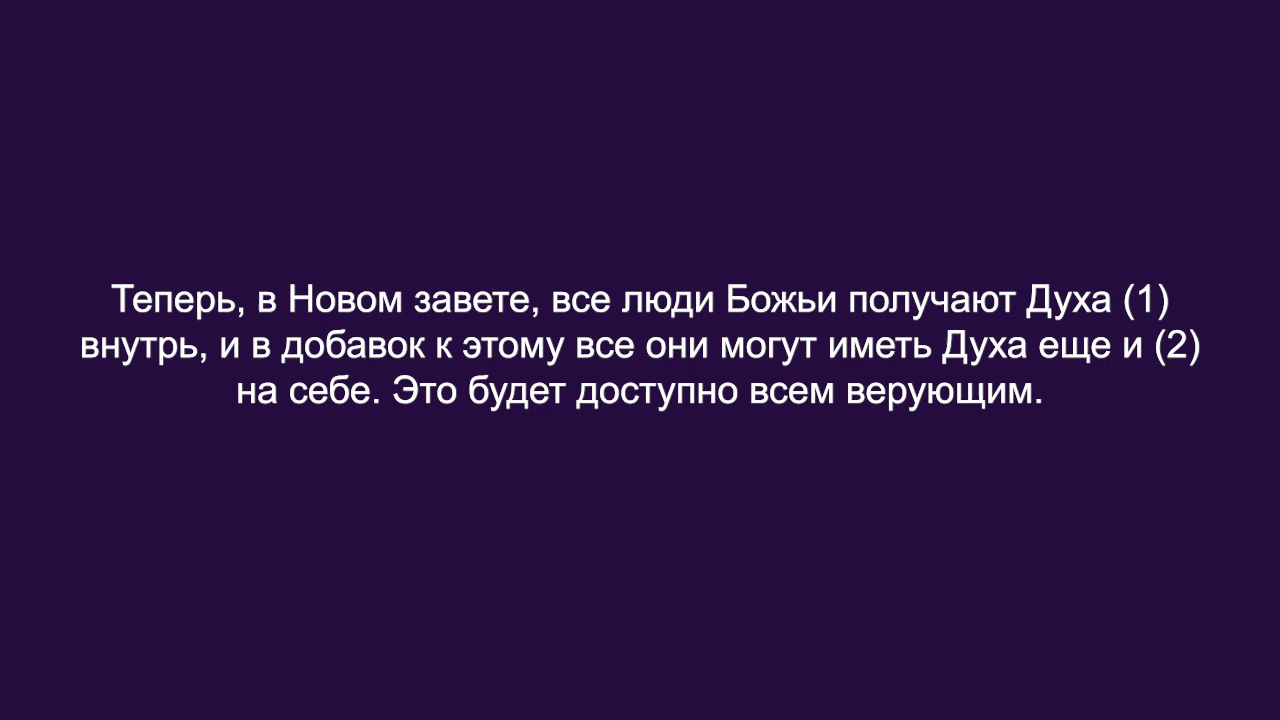 Теперь, в Новом завете, все люди Божьи получают Духа (1)
внутрь, и в добавок к этому все они могут иметь Духа еще и (2)
на себе. Это будет доступно всем верующим.